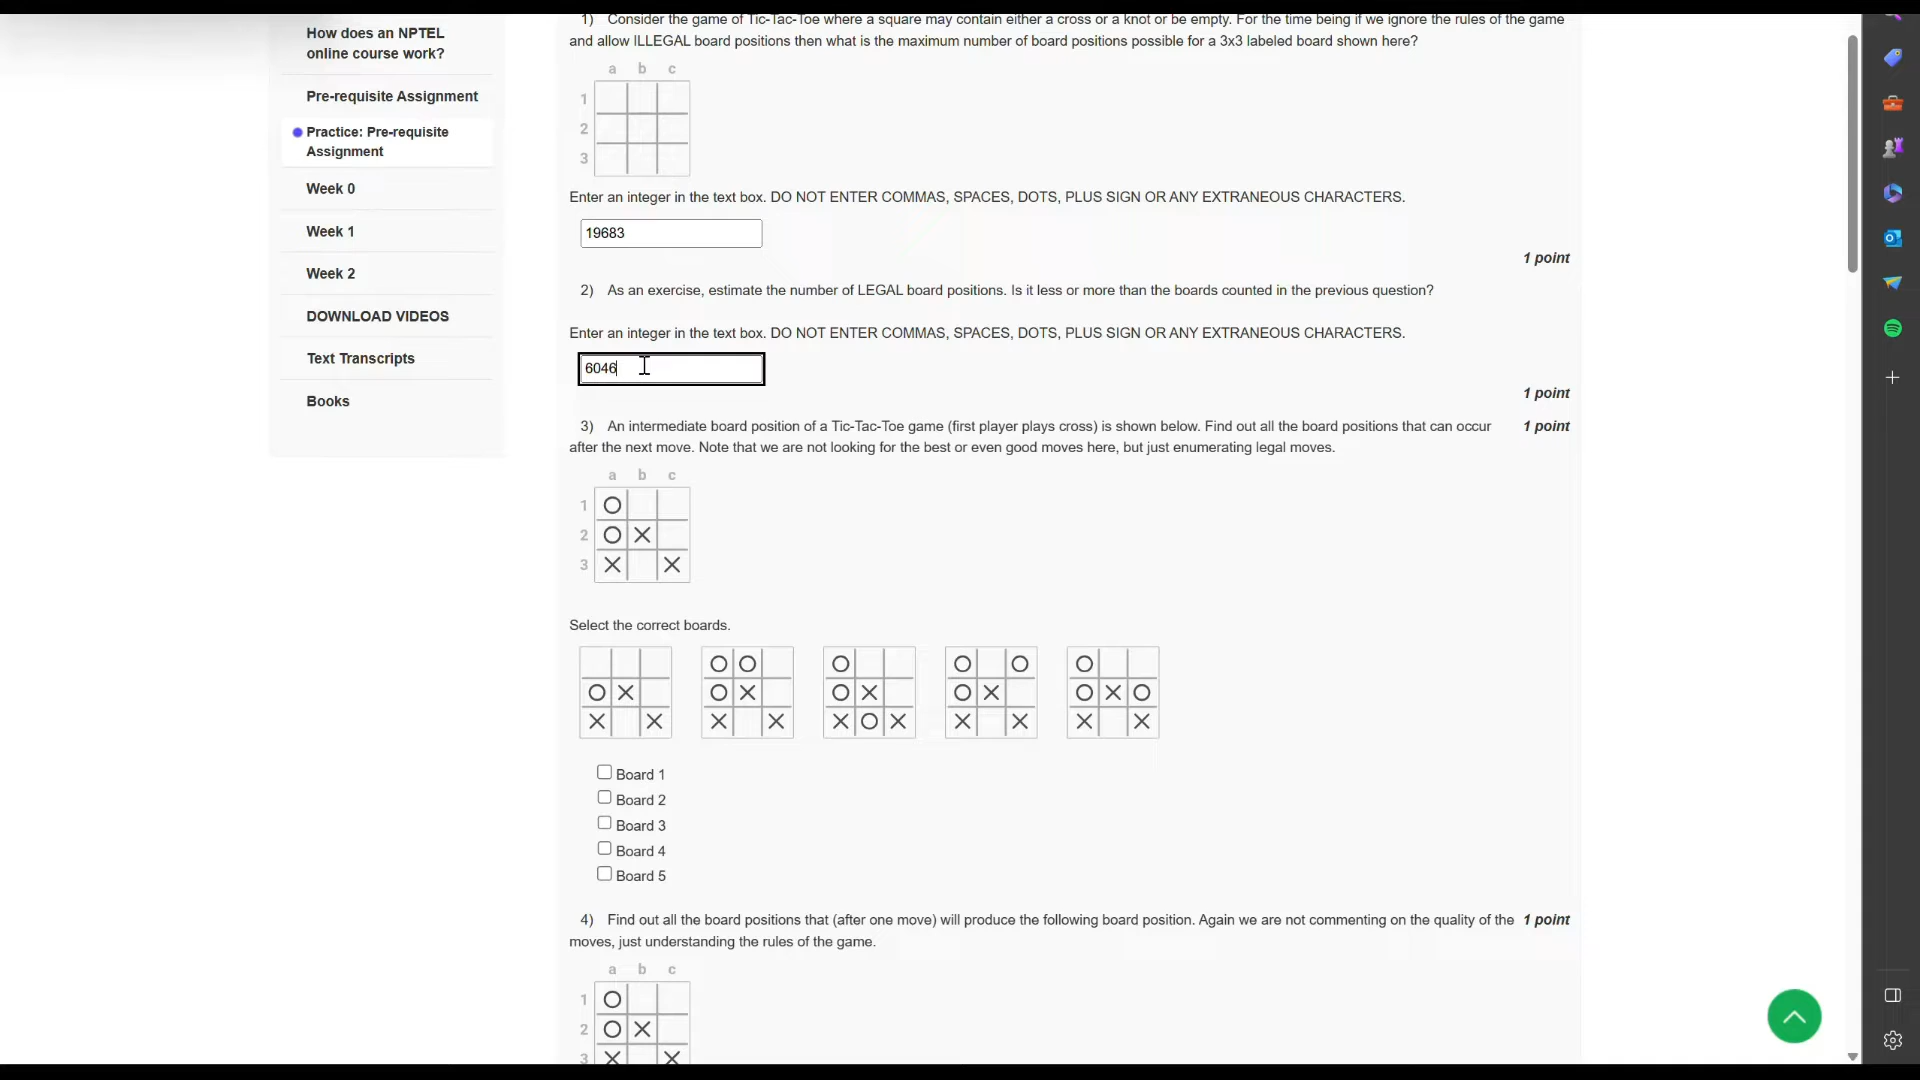 How does an NPTEL
online course work?
Pre-requisite Assignment
Practice: Pre-requisite
Assignment
Week 0
Week 1
Week 2
DOWNLOAD VIDEOS
Text Transcripts
Books
1) Consider the game of Tic-Tac-Toe where a square may contain either a cross or a knot or be empty. For the time being if we ignore the rules of the game
and allow ILLEGAL board positions then what is the maximum number of board positions possible for a 3x3 labeled board shown here?
a b c
1
2
3
Enter an integer in the text box. DO NOT ENTER COMMAS, SPACES, DOTS, PLUS SIGN OR ANY EXTRANEOUS CHARACTERS.
19683
1 point
2) As an exercise, estimate the number of LEGAL board positions. Is it less or more than the boards counted in the previous question?
Enter an integer in the text box. DO NOT ENTER COMMAS, SPACES, DOTS, PLUS SIGN OR ANY EXTRANEOUS CHARACTERS.
6046
1 point
3) An intermediate board position of a Tic-Tac-Toe game (first player plays cross) is shown below. Find out all the board positions that can occur 1 point
after the next move. Note that we are not looking for the best or even good moves here, but just enumerating legal moves.
a b c
1 O
2 O X
3 X X
Select the correct boards.
O O O O O O
O X O X O X O X O X O
X X X X X O X X X X X
Board 1
Board 2
Board 3
Board 4
Board 5
4) Find out all the board positions that (after one move) will produce the following board position. Again we are not commenting on the quality of the 1 point
moves, just understanding the rules of the game.
a b c
1 O
2 O X
3 X X